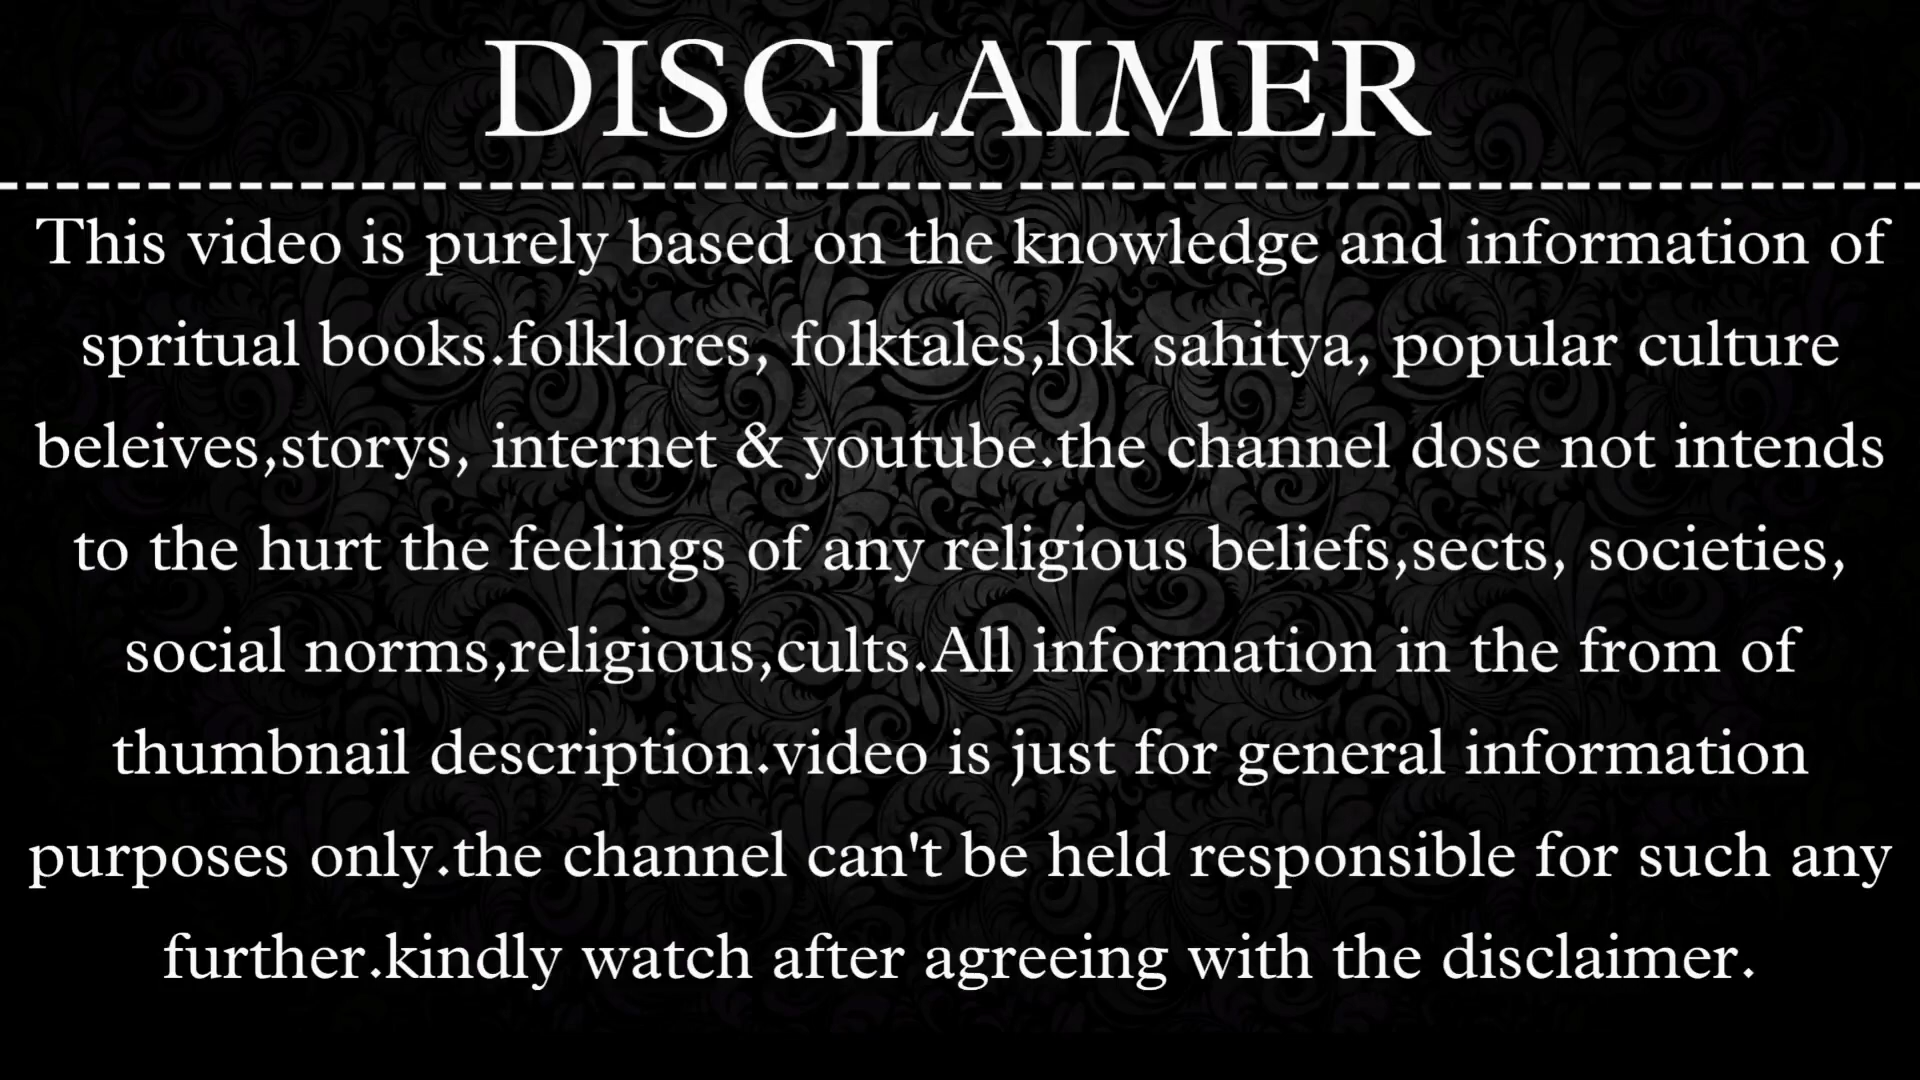 DISCLAIMER
This video is purely based on the knowledge and information of
spritual books.folklores, folktales,lok sahitya, popular culture
beleives,storys, internet & youtube.the channel dose not intends
to the hurt the feelings of any religious beliefs,sects, societies,
social norms,religious,cults.All information in the from of
thumbnail description.video is just for general information
purposes only.the channel can't be held responsible for such any
further.kindly watch after agreeing with the disclaimer.